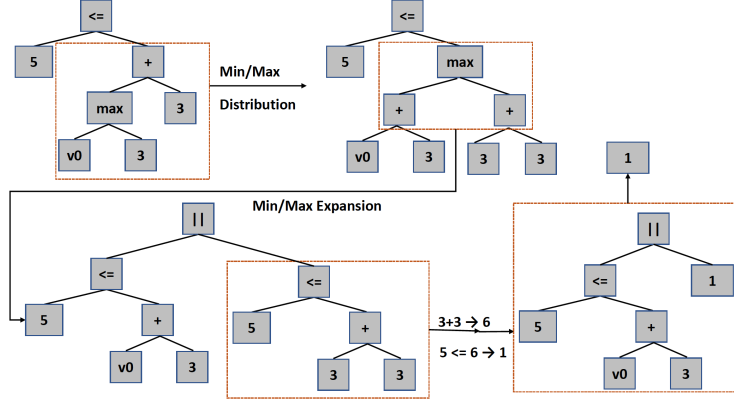 <=
5
+
max
3
v0
3
Min/Max
Distribution
<=
5
max
+
+
v0
3
3
3
1
Min/Max Expansion
||
<=
<=
5
+
v0
3
5
+
3
3
3+3 → 6
5 <= 6 → 1
||
<=
1
5
+
v0
3